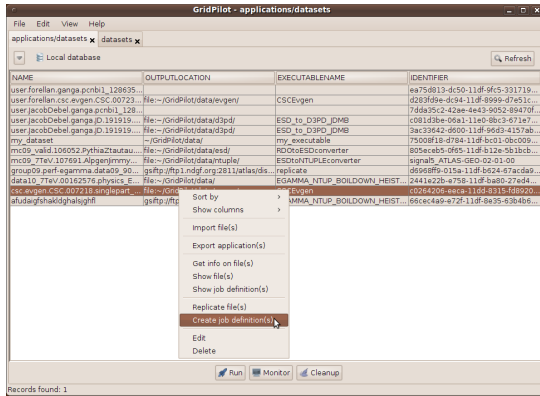 GridPilot - applications/datasets
File Edit View Help
applications/datasets x datasets x
Local database Refresh
NAME OUTPUTLOCATION EXECUTABLENAME IDENTIFIER
user.forellan.ganga.pcnbi1_128635... ea75d813-dc50-11df-9fc5-331719...
user.forellan.csc.evgen.CSC.00723... file:~/GridPilot/data/evgen/ CSCEvgen d283fd9e-dc94-11df-8999-d7e51c...
user.JacobDebel.ganga.pcnbi1_128... 7dda35c2-42ae-4e43-9052-89470f...
user.JacobDebel.ganga.JD.191919.... file:~/GridPilot/data/d3pd/ ESD_to_D3PD_JDMB c081d3be-06a1-11e0-8bc3-671e7...
user.JacobDebel.ganga.JD.191919.... file:~/GridPilot/data/d3pd/ ESD_to_D3PD_JDMB 3ac33642-d600-11df-96d3-4157ab...
my_dataset ~/GridPilot/data/ my_executable 75008f18-d784-11df-bc01-0bc009...
mc09_valid.106052.PythiaZtautau.... file:~/GridPilot/data/esd/ RDOtoESDconverter 805eceb5-0f65-11df-b12e-5b1bcb...
mc09_7TeV.107691.AlpgenJimmy... file:~/GridPilot/data/ntuple/ ESDtoNTUPLEconverter signal5_ATLAS-GEO-02-01-00
group09.perf-egamma.data09_90... gsiftp://ftp1.ndgf.org:2811/atlas/dis... replicate d6968ff9-015a-11df-b624-67acda9...
data10_7TeV.00162576.physics_E... file:~/GridPilot/data/ EGAMMA_NTUP_BOILDOWN_HEIST... 2441e22b-e758-11df-ba80-27ed4...
csc.evgen.CSC.007218.singlepart_... CSCEvgen c0264206-eeca-11dd-8315-fd8920...
afudaigfshakldghalsjghfl gsiftp://ft EGAMMA_NTUP_BOILDOWN_HEIST... 66cec4a9-e72f-11df-8e35-63b4b6...
Sort by
Show columns
Import file(s)
Export application(s)
Get info on file(s)
Show file(s)
Show job definition(s)
Replicate file(s)
Create job definition(s)
Edit
Delete
Run Monitor Cleanup
Records found: 1